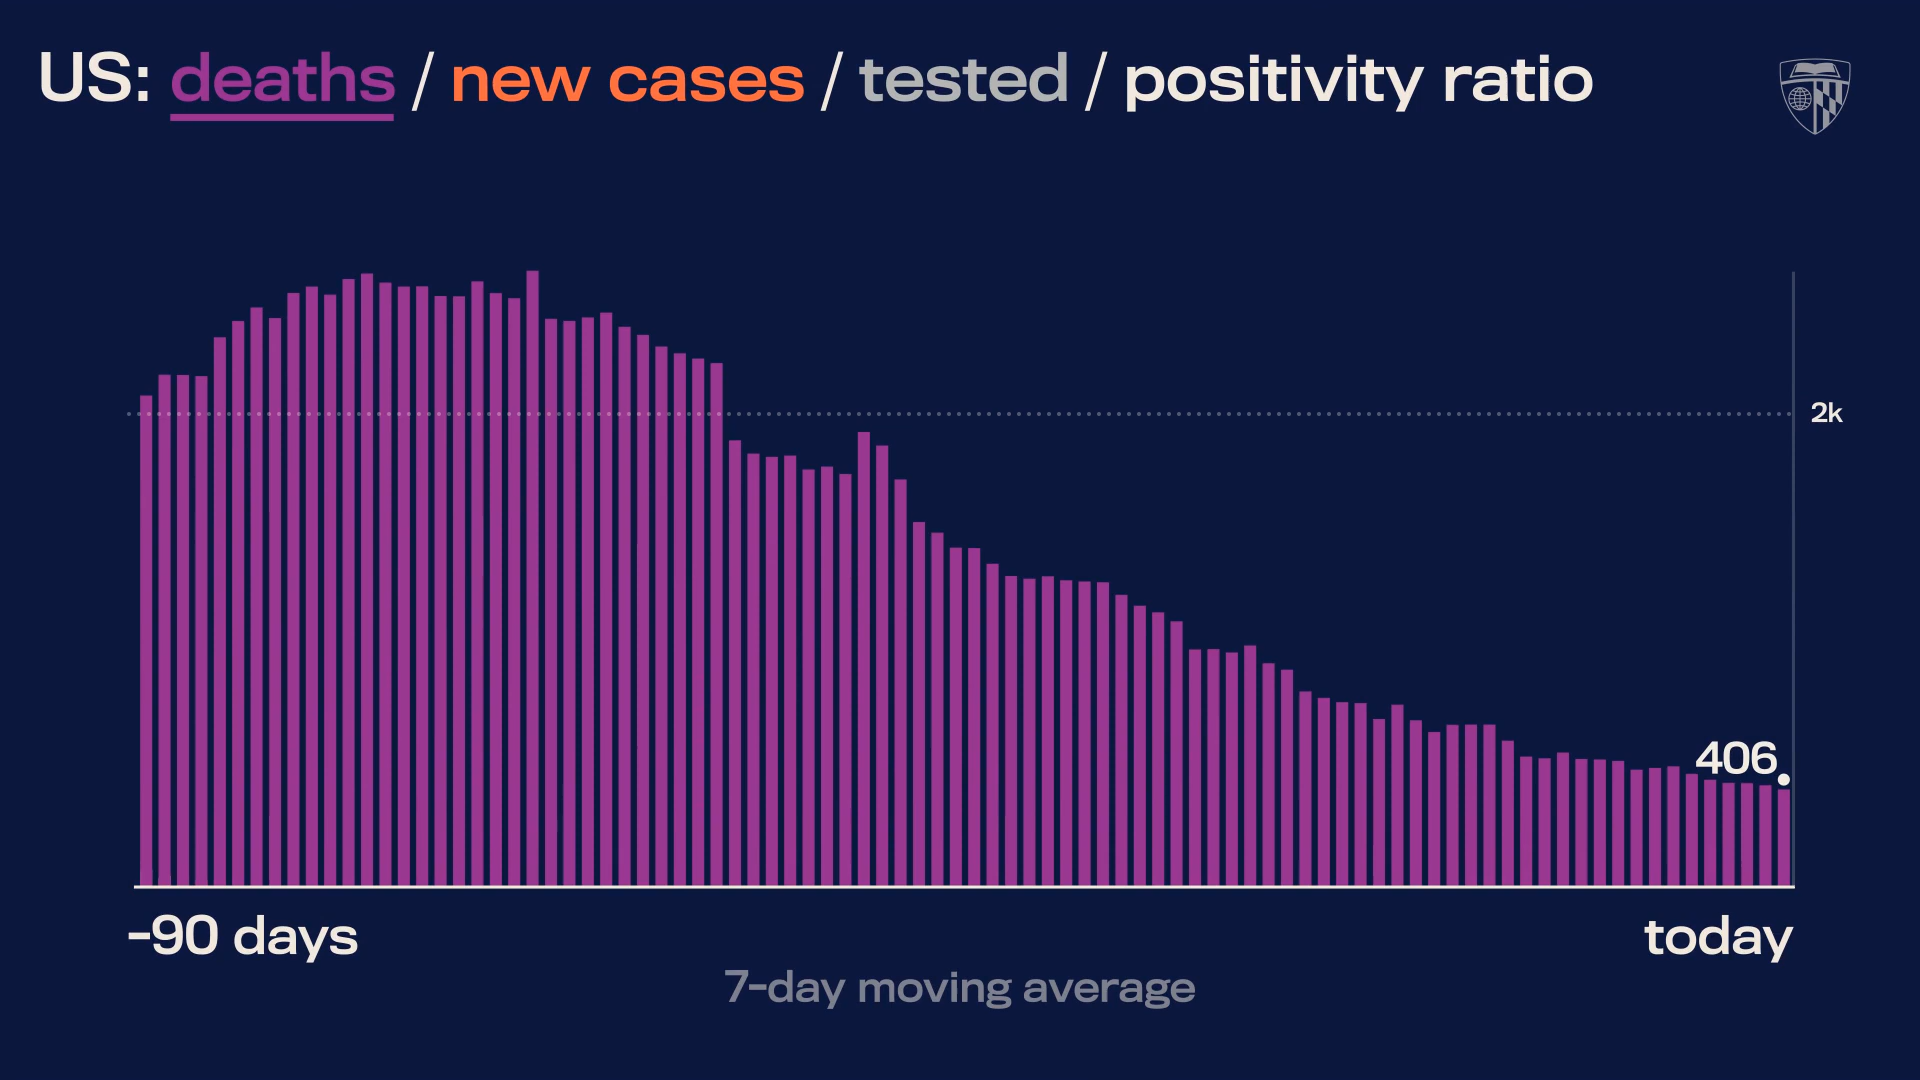 US: deaths / new cases / tested / positivity ratio
2k
406
-90 days
today
7-day moving average